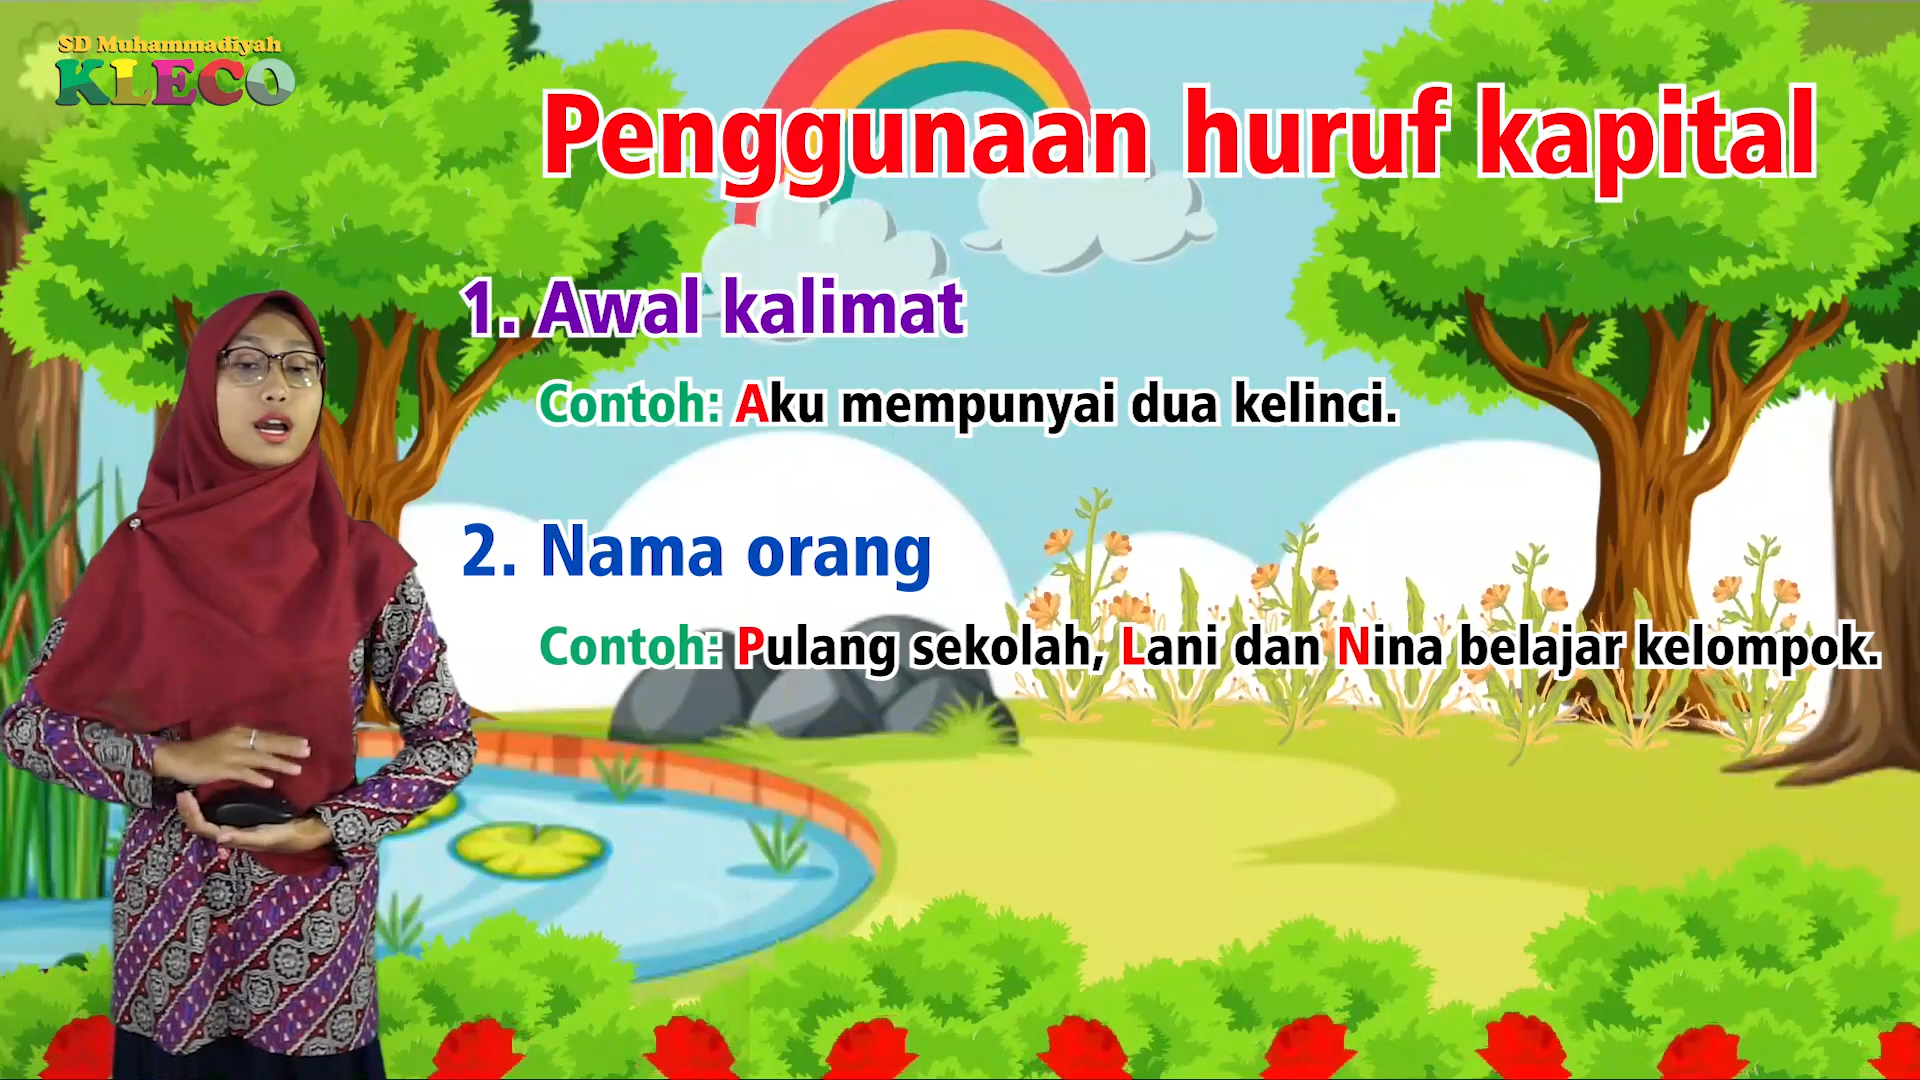 SD Muhammadiyah
KLECO
Penggunaan huruf kapital
1. Awal kalimat
Contoh: Aku mempunyai dua kelinci.
2. Nama orang
Contoh: Pulang sekolah, Lani dan Nina belajar kelompok.